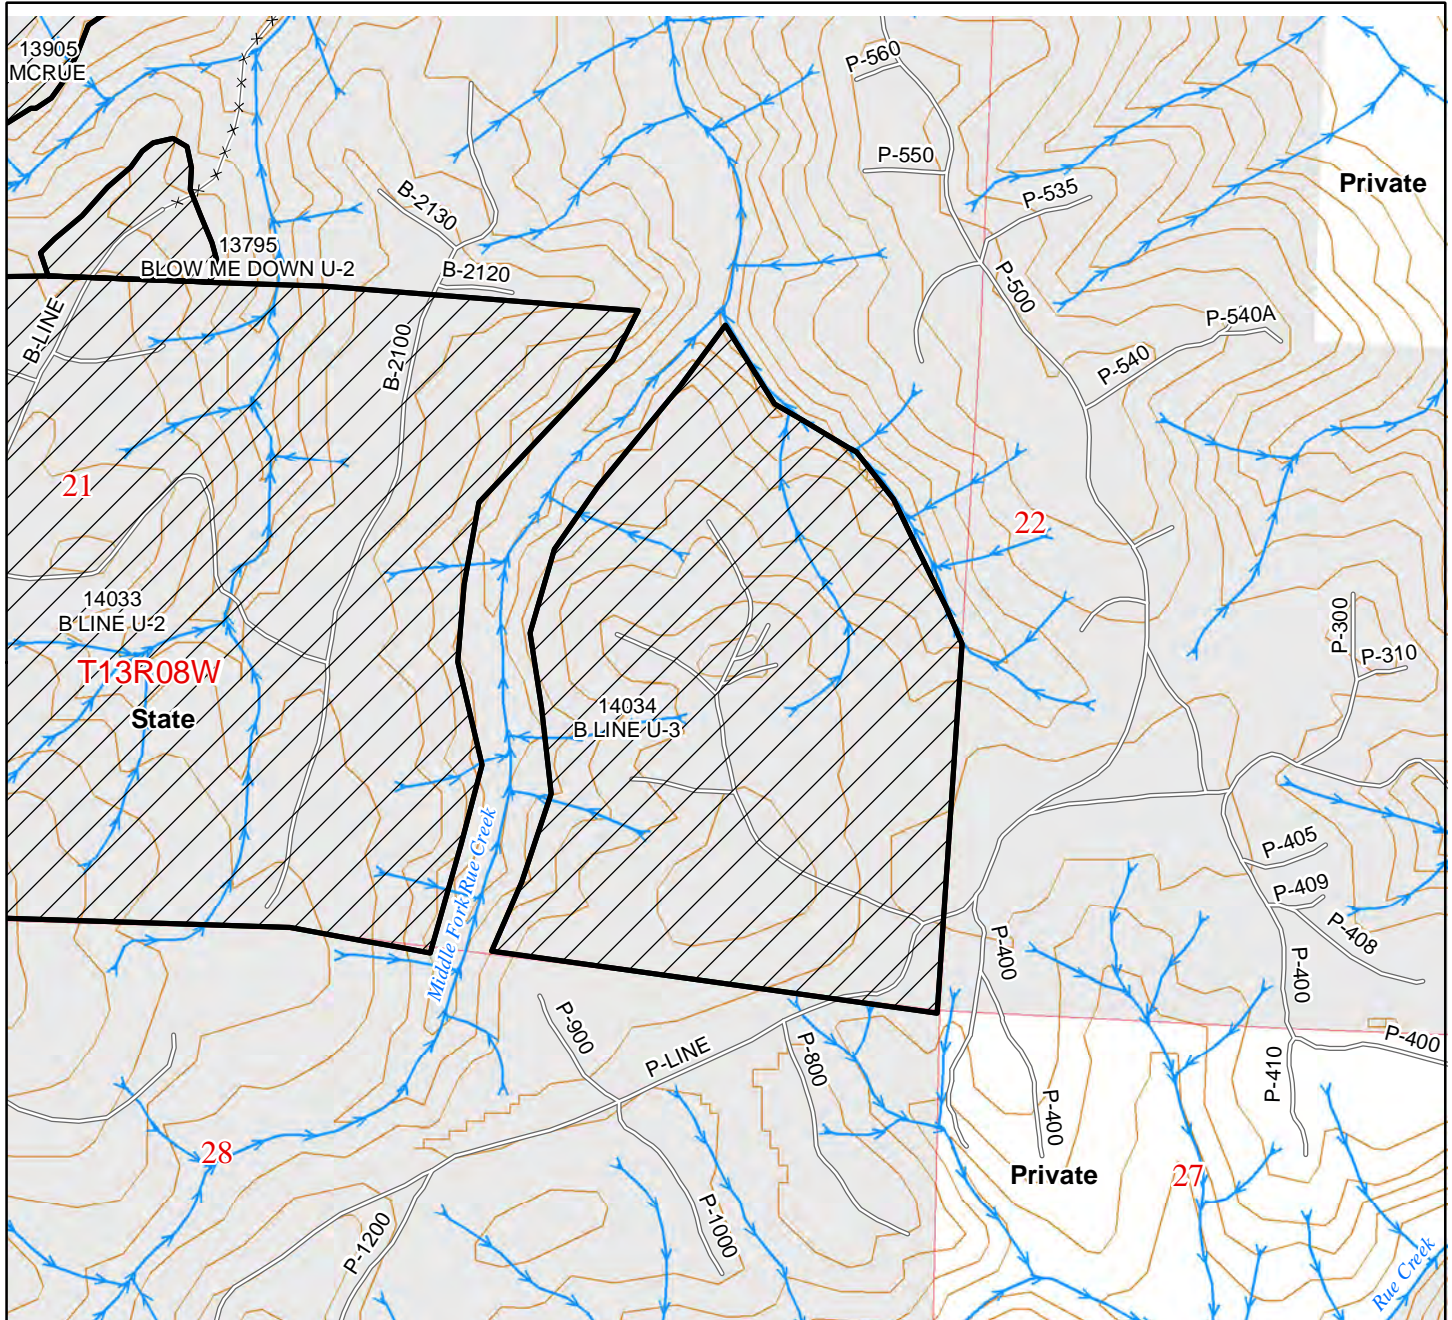 13905
MCRUE
P-560
P-550
Private
P-535
B-2130
13795
BLOW ME DOWN U-2
B-2120
P-500
P-540A
B-LINE
B-2100
P-540
21
22
14033
B LINE U-2
P-300
P-310
T13R08W
State
14034
B LINE U-3
Middle Fork Rue Creek
P-405
P-409
P-408
P-400
P-400
P-900
P-LINE
P-800
P-400
P-410
P-400
28
Private
27
P-1200
P-1000
Rue Creek